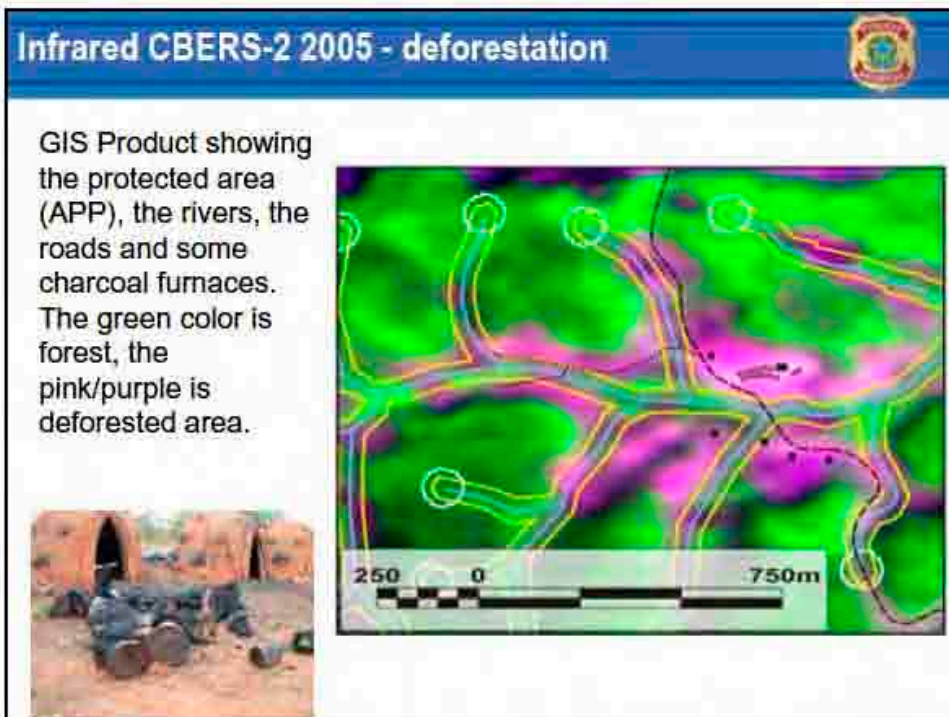 Infrared CBERS-2 2005 - deforestation
GIS Product showing
the protected area
(APP), the rivers, the
roads and some
charcoal furnaces.
The green color is
forest, the
pink/purple is
deforested area.
250 0 750m